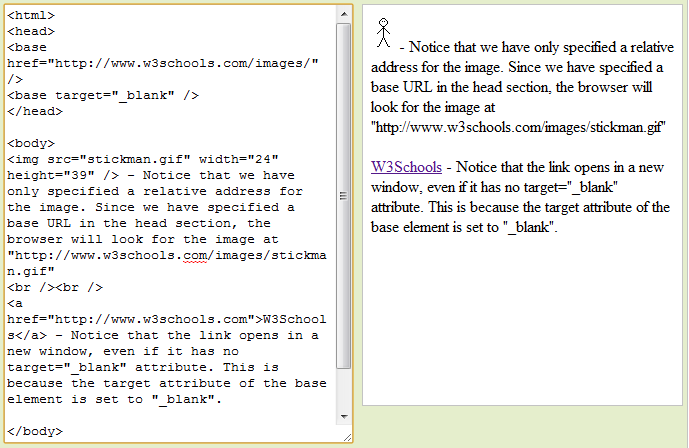 <html>
<head>
<base
href="http://www.w3schools.com/images/"
/>
<base target="_blank" />
</head>
<body>
<img src="stickman.gif" width="24"
height="39" /> - Notice that we have
only specified a relative address for
the image. Since we have specified a
base URL in the head section, the
browser will look for the image at
"http://www.w3schools.com/images/stickma
n.gif"
<br /><br />
<a
href="http://www.w3schools.com">W3School
s</a> - Notice that the link opens in a
new window, even if it has no
target="_blank" attribute. This is
because the target attribute of the base
element is set to "_blank".
</body>
- Notice that we have only specified a relative
address for the image. Since we have specified a
base URL in the head section, the browser will
look for the image at
"http://www.w3schools.com/images/stickman.gif"
W3Schools - Notice that the link opens in a new
window, even if it has no target="_blank"
attribute. This is because the target attribute of the
base element is set to "_blank".